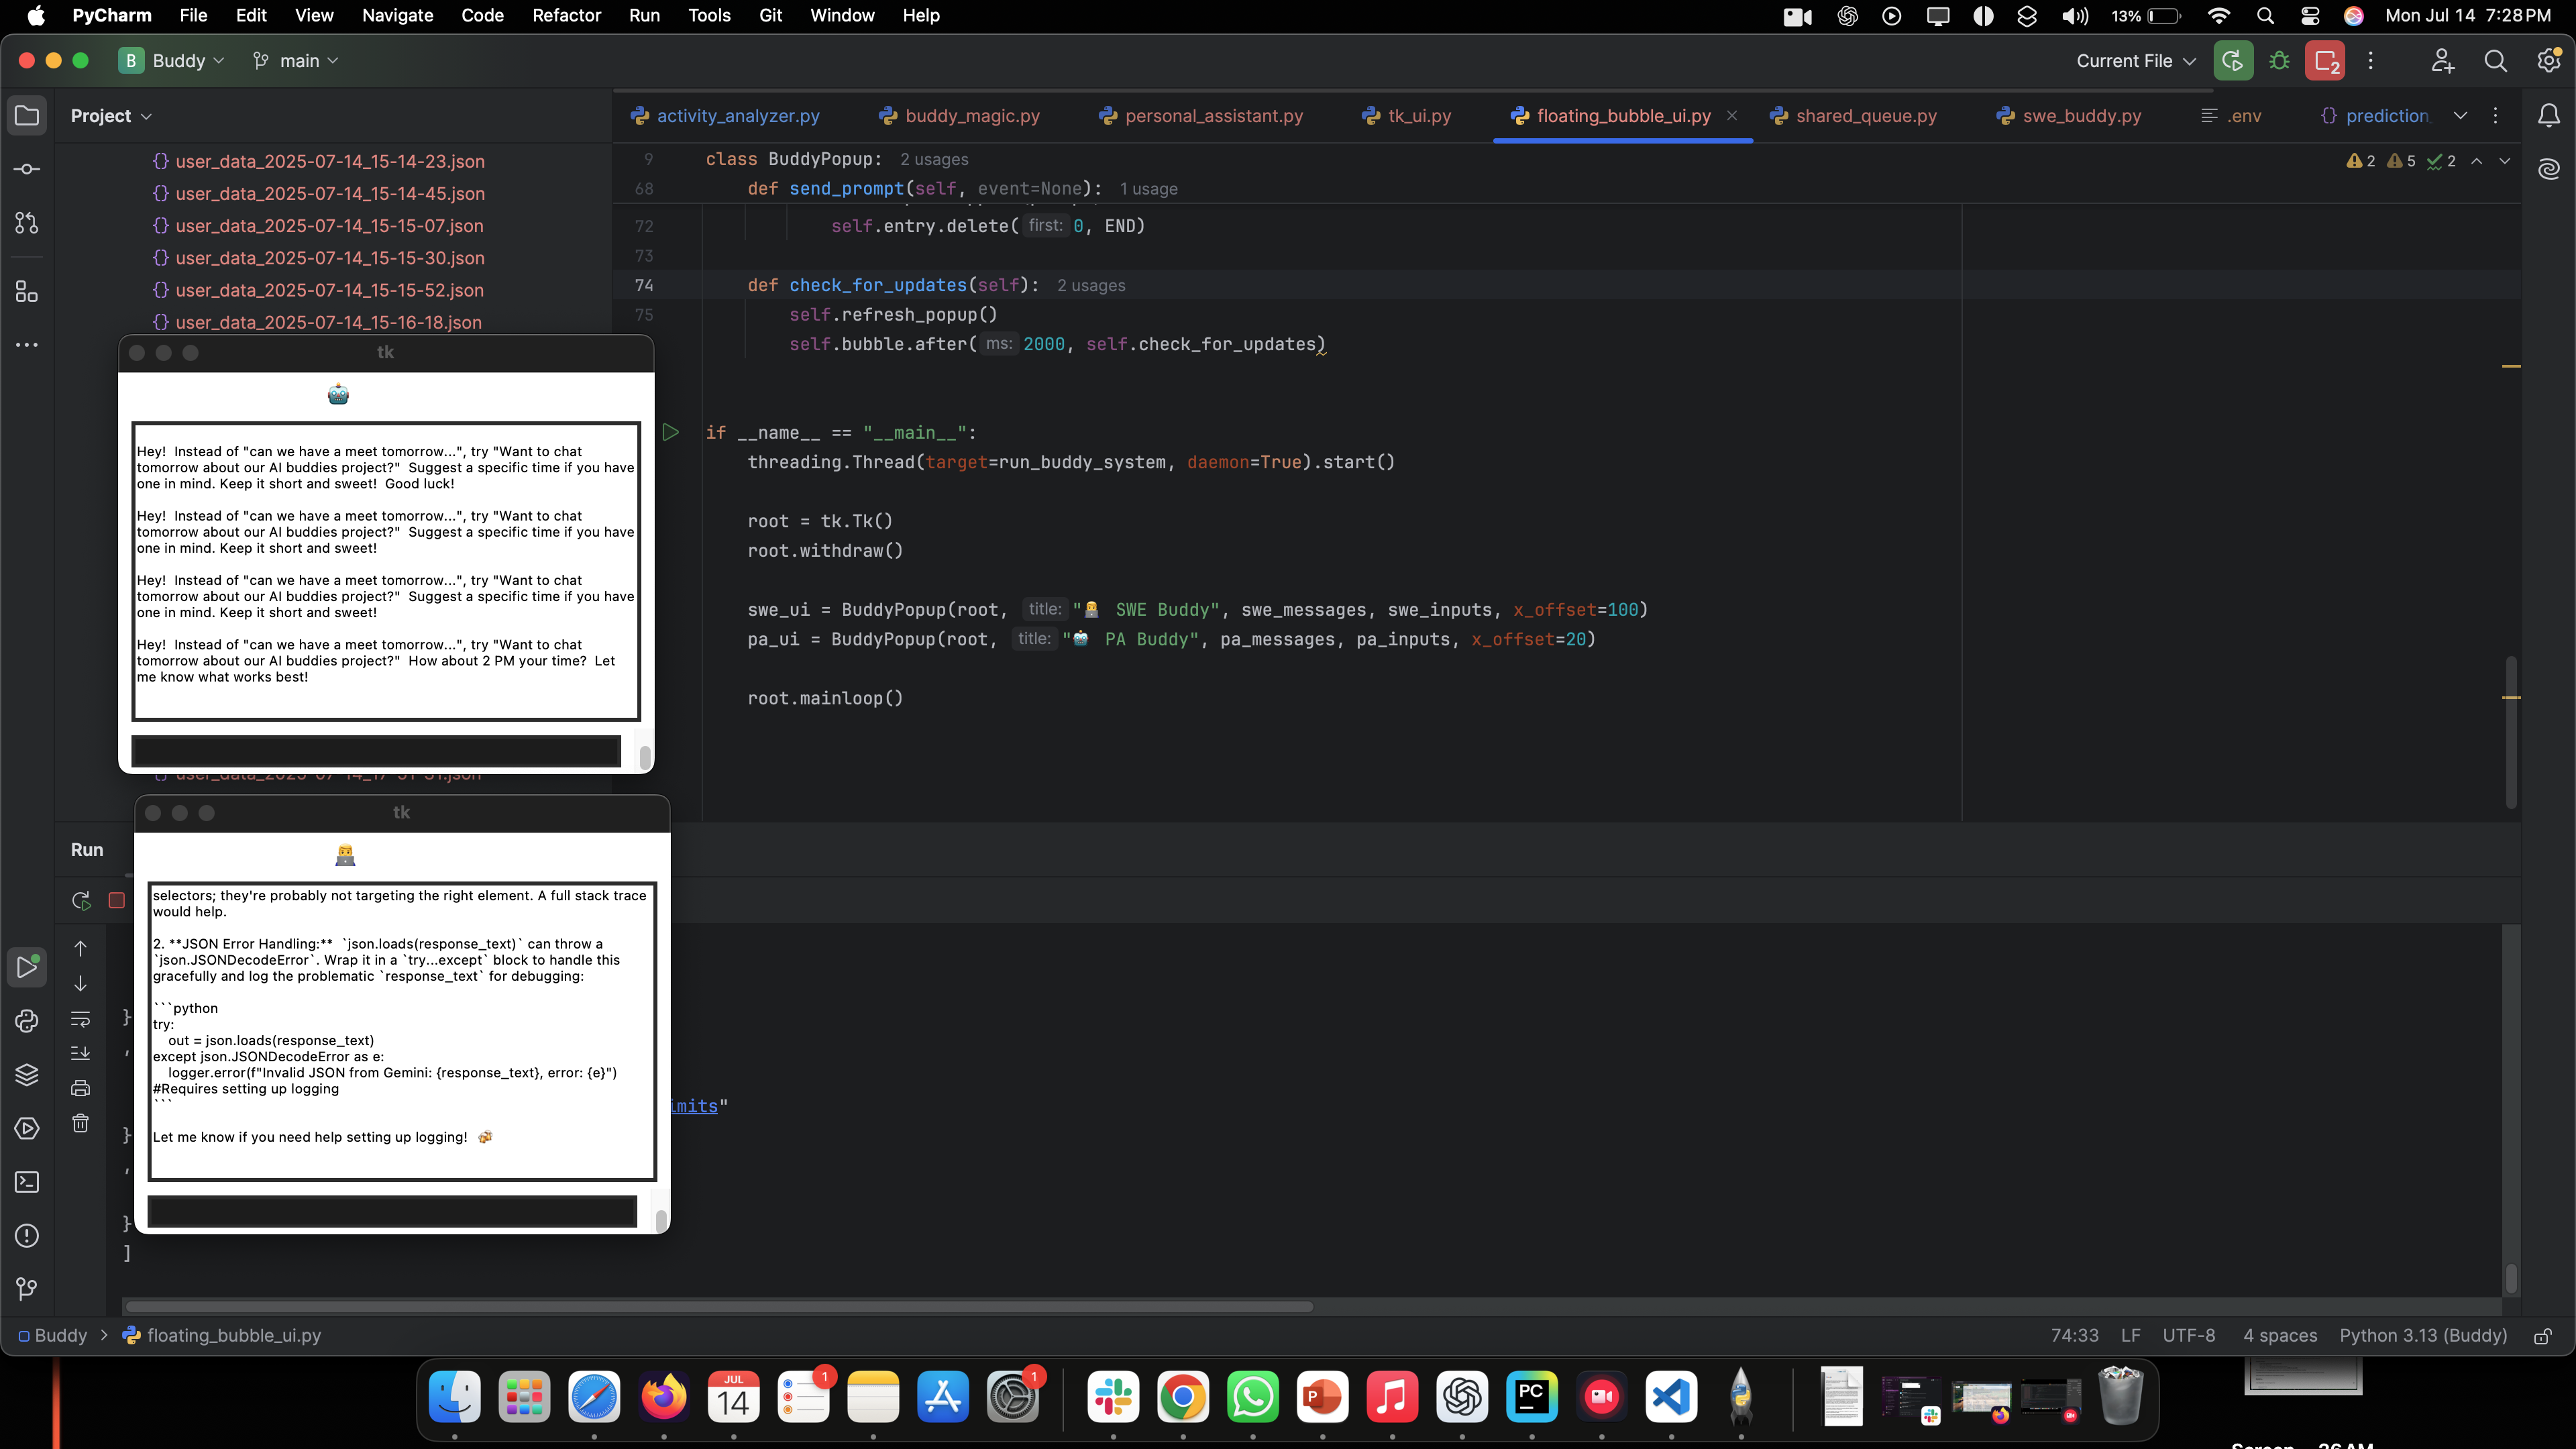 PyCharm File Edit View Navigate Code Refactor Run Tools Git Window Help 13% Mon Jul 14 7:28 PM
B Buddy main Current File 2
Project
activity_analyzer.py buddy_magic.py personal_assistant.py tk_ui.py floating_bubble_ui.py shared_queue.py swe_buddy.py .env prediction
{} user_data_2025-07-14_15-14-23.json
{} user_data_2025-07-14_15-14-45.json
{} user_data_2025-07-14_15-15-07.json
{} user_data_2025-07-14_15-15-30.json
{} user_data_2025-07-14_15-15-52.json
{} user_data_2025-07-14_15-16-18.json
9 class BuddyPopup: 2 usages
2 5 2
68 def send_prompt(self, event=None): 1 usage
72 self.entry.delete( first: 0, END)
73
74 def check_for_updates(self): 2 usages
75 self.refresh_popup()
self.bubble.after( ms: 2000, self.check_for_updates)
if __name__ == "__main__":
threading.Thread(target=run_buddy_system, daemon=True).start()
root = tk.Tk()
root.withdraw()
swe_ui = BuddyPopup(root, title: "👩‍💻 SWE Buddy", swe_messages, swe_inputs, x_offset=100)
pa_ui = BuddyPopup(root, title: "🤖 PA Buddy", pa_messages, pa_inputs, x_offset=20)
root.mainloop()
tk
🤖
Hey! Instead of "can we have a meet tomorrow...", try "Want to chat
tomorrow about our AI buddies project?" Suggest a specific time if you have
one in mind. Keep it short and sweet! Good luck!
Hey! Instead of "can we have a meet tomorrow...", try "Want to chat
tomorrow about our AI buddies project?" Suggest a specific time if you have
one in mind. Keep it short and sweet!
Hey! Instead of "can we have a meet tomorrow...", try "Want to chat
tomorrow about our AI buddies project?" Suggest a specific time if you have
one in mind. Keep it short and sweet!
Hey! Instead of "can we have a meet tomorrow...", try "Want to chat
tomorrow about our AI buddies project?" How about 2 PM your time? Let
me know what works best!
tk
👩‍💻
selectors; they're probably not targeting the right element. A full stack trace
would help.
2. **JSON Error Handling:** `json.loads(response_text)` can throw a
`json.JSONDecodeError`. Wrap it in a `try...except` block to handle this
gracefully and log the problematic `response_text` for debugging:
```python
try:
out = json.loads(response_text)
except json.JSONDecodeError as e:
logger.error(f"Invalid JSON from Gemini: {response_text}, error: {e}")
#Requires setting up logging
```
Let me know if you need help setting up logging! 🍻
Run
}
,
imits"
}
,
}
]
Buddy > floating_bubble_ui.py 74:33 LF UTF-8 4 spaces Python 3.13 (Buddy)
JUL
14
1
1
P
PC